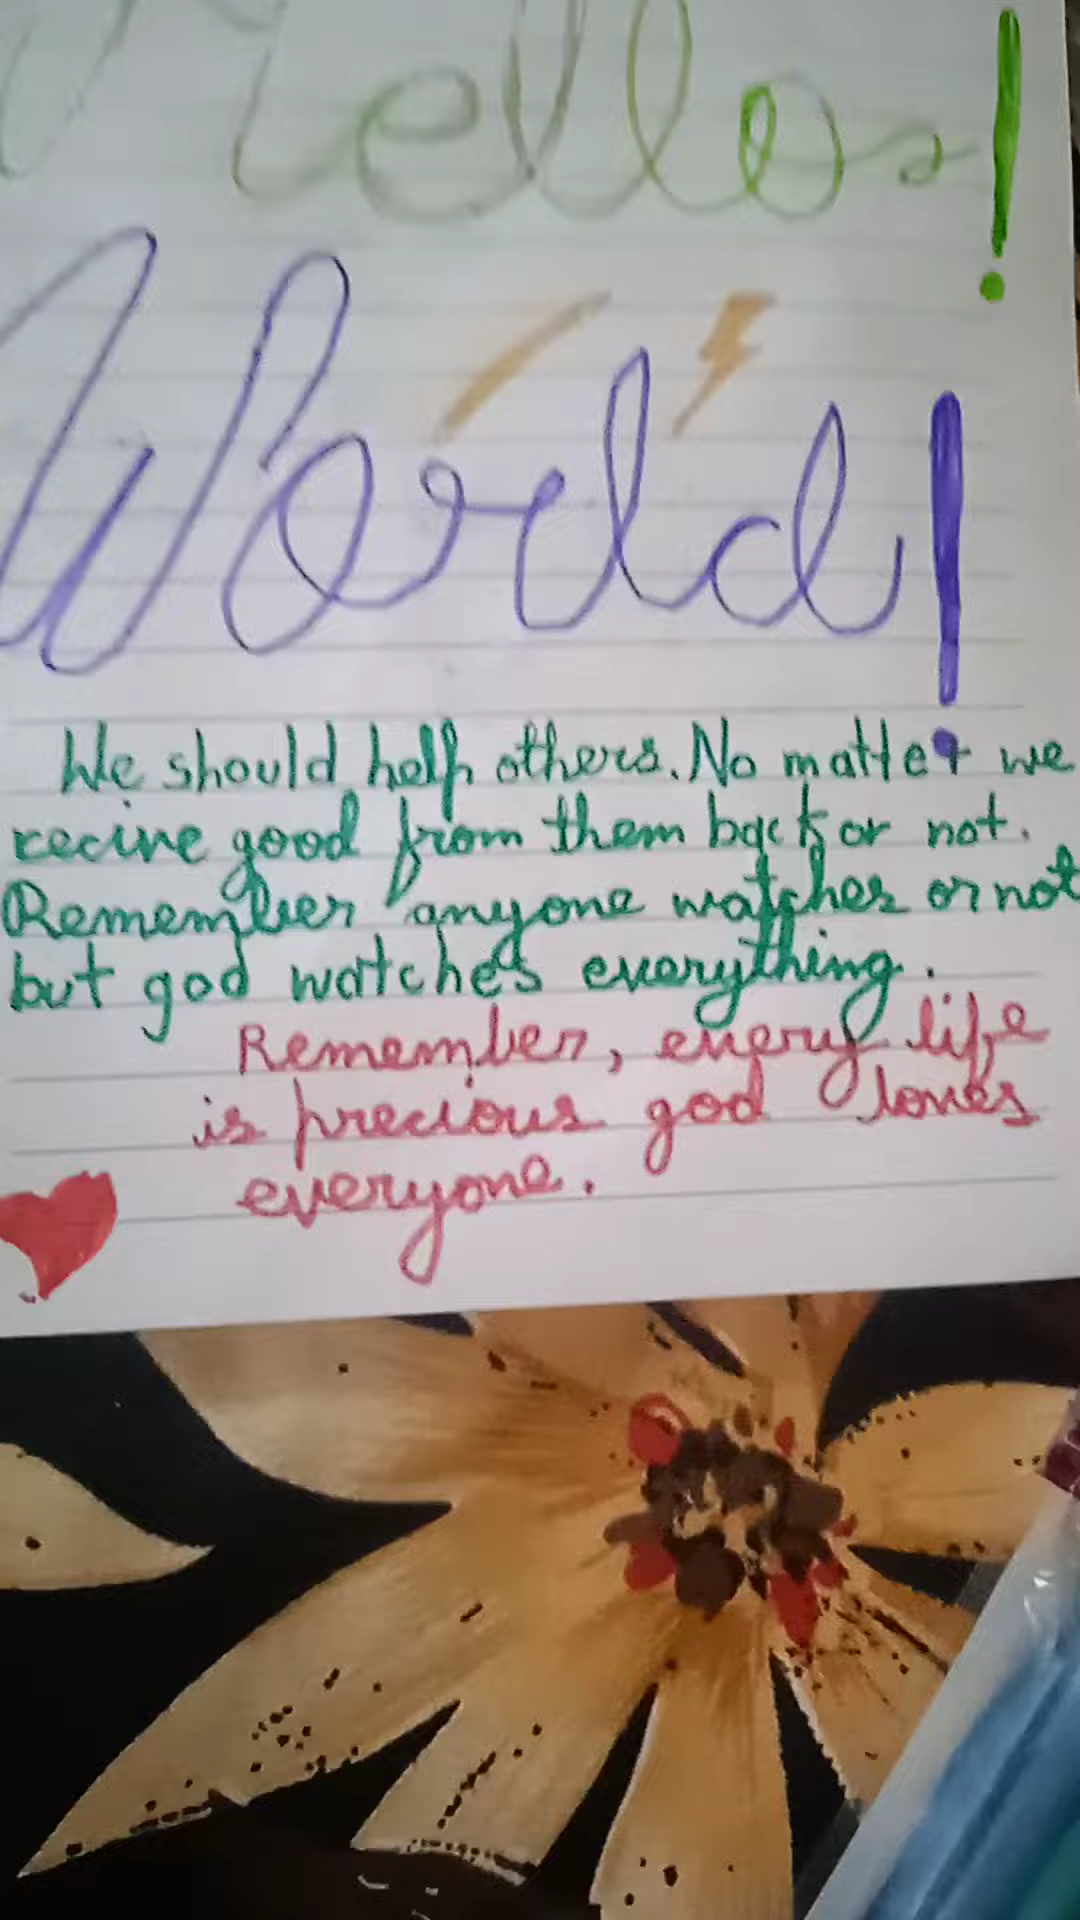 Hello!
World!
We should help others. No matter we
recive good from them back or not.
Remember anyone watches or not
but god watches everything.
Remember, every life
is precious god loves
everyone.